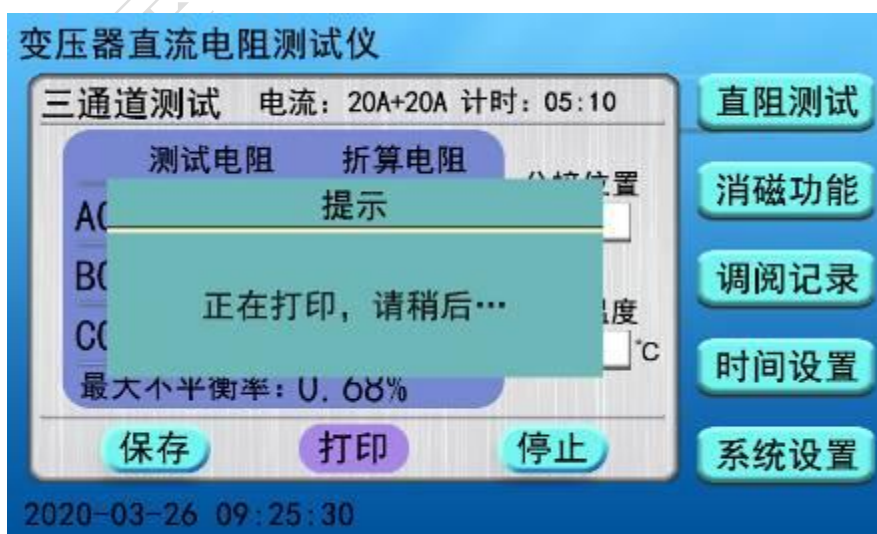 变压器直流电阻测试仪
三通道测试 电流：20A+20A 计时：05:10
测试电阻 折算电阻
提示
正在打印，请稍后…
℃
最大不平衡率：0.68%
保存 打印 停止
直阻测试
消磁功能
调阅记录
时间设置
系统设置
2020-03-26 09:25:30